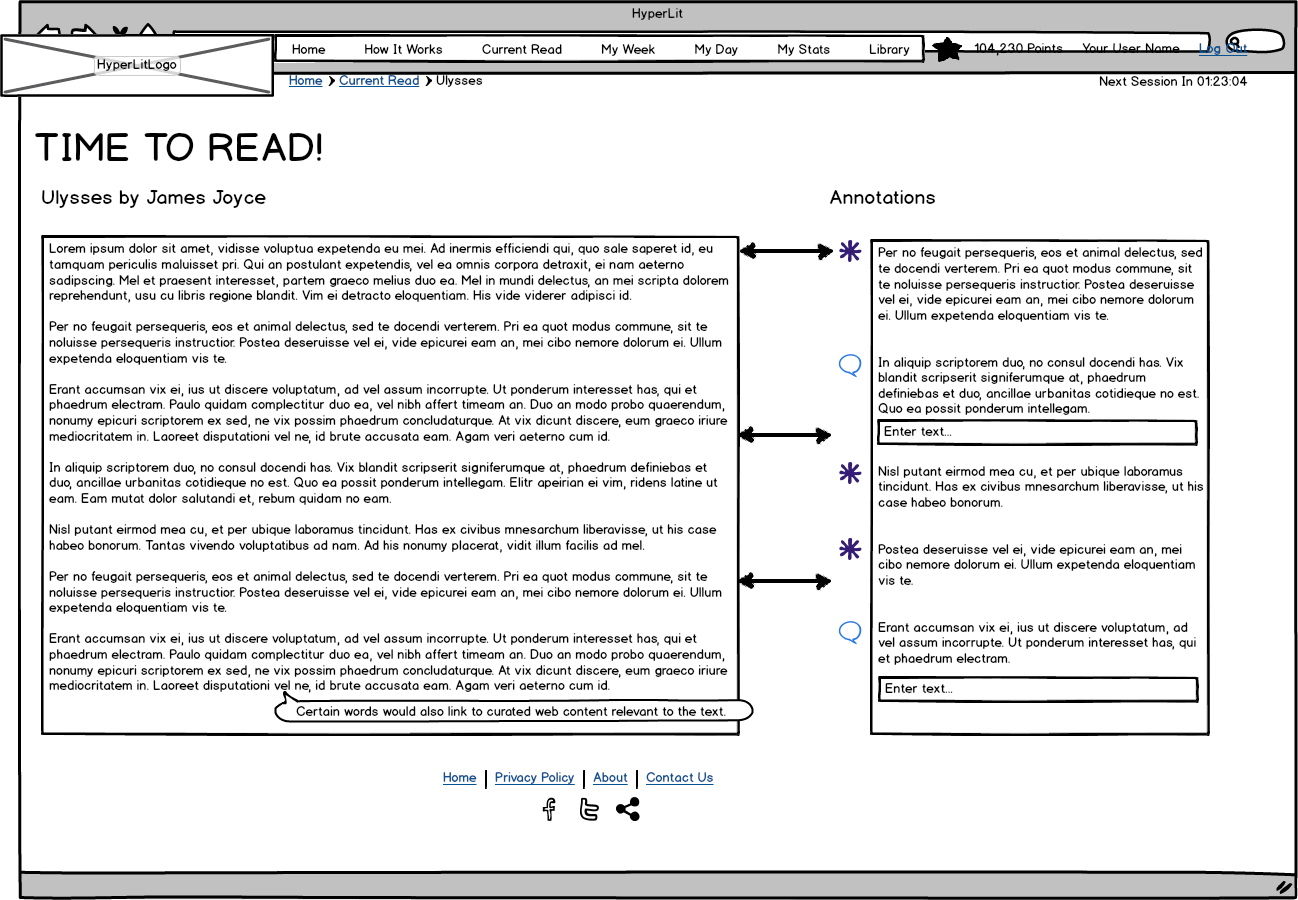 HyperLit
HyperLitLogo
Home How It Works Current Read My Week My Day My Stats Library
104,230 Points Your User Name Log Out
Home Current Read Ulysses
Next Session In 01:23:04
TIME TO READ!
Ulysses by James Joyce
Lorem ipsum dolor sit amet, vidisse voluptua expetenda eu mei. Ad inermis efficiendi qui, quo sale saperet id, eu
tamquam periculis maluisset pri. Qui an postulant expetendis, vel ea omnis corpora detraxit, ei nam aeterno
sadipscing. Mel et praesent interesset, partem graeco melius duo ea. Mel in mundi delectus, an mei scripta dolorem
reprehendunt, usu cu libris regione blandit. Vim ei detracto eloquentiam. His vide viderer adipisci id.
Per no feugait persequeris, eos et animal delectus, sed te docendi verterem. Pri ea quot modus commune, sit te
noluisse persequeris instructior. Postea deseruisse vel ei, vide epicurei eam an, mei cibo nemore dolorum ei. Ullum
expetenda eloquentiam vis te.
Erant accumsan vix ei, ius ut discere voluptatum, ad vel assum incorrupte. Ut ponderum interesset has, qui et
phaedrum electram. Paulo quidam complectitur duo ea, vel nibh affert timeam an. Duo an modo probo quaerendum,
nonumy epicuri scriptorem ex sed, ne vix possim phaedrum concludaturque. At vix dicunt discere, eum graeco iriure
mediocritatem in. Laoreet disputationi vel ne, id brute accusata eam. Agam veri aeterno cum id.
In aliquip scriptorem duo, no consul docendi has. Vix blandit scripserit signiferumque at, phaedrum definiebas et
duo, ancillae urbanitas cotidieque no est. Quo ea possit ponderum intellegam. Elitr apeirian ei vim, ridens latine ut
eam. Eam mutat dolor salutandi et, rebum quidam no eam.
Nisl putant eirmod mea cu, et per ubique laboramus tincidunt. Has ex civibus mnesarchum liberavisse, ut his case
habeo bonorum. Tantas vivendo voluptatibus ad nam. Ad his nonumy placerat, vidit illum facilis ad mel.
Per no feugait persequeris, eos et animal delectus, sed te docendi verterem. Pri ea quot modus commune, sit te
noluisse persequeris instructior. Postea deseruisse vel ei, vide epicurei eam an, mei cibo nemore dolorum ei. Ullum
expetenda eloquentiam vis te.
Erant accumsan vix ei, ius ut discere voluptatum, ad vel assum incorrupte. Ut ponderum interesset has, qui et
phaedrum electram. Paulo quidam complectitur duo ea, vel nibh affert timeam an. Duo an modo probo quaerendum,
nonumy epicuri scriptorem ex sed, ne vix possim phaedrum concludaturque. At vix dicunt discere, eum graeco iriure
mediocritatem in. Laoreet disputationi vel ne, id brute accusata eam. Agam veri aeterno cum id.
Certain words would also link to curated web content relevant to the text.
Annotations
Per no feugait persequeris, eos et animal delectus, sed
te docendi verterem. Pri ea quot modus commune, sit
te noluisse persequeris instructior. Postea deseruisse
vel ei, vide epicurei eam an, mei cibo nemore dolorum
ei. Ullum expetenda eloquentiam vis te.
In aliquip scriptorem duo, no consul docendi has. Vix
blandit scripserit signiferumque at, phaedrum
definiebas et duo, ancillae urbanitas cotidieque no est.
Quo ea possit ponderum intellegam.
Enter text...
Nisl putant eirmod mea cu, et per ubique laboramus
tincidunt. Has ex civibus mnesarchum liberavisse, ut his
case habeo bonorum.
Postea deseruisse vel ei, vide epicurei eam an, mei
cibo nemore dolorum ei. Ullum expetenda eloquentiam
vis te.
Erant accumsan vix ei, ius ut discere voluptatum, ad
vel assum incorrupte. Ut ponderum interesset has, qui
et phaedrum electram.
Enter text...
Home Privacy Policy About Contact Us